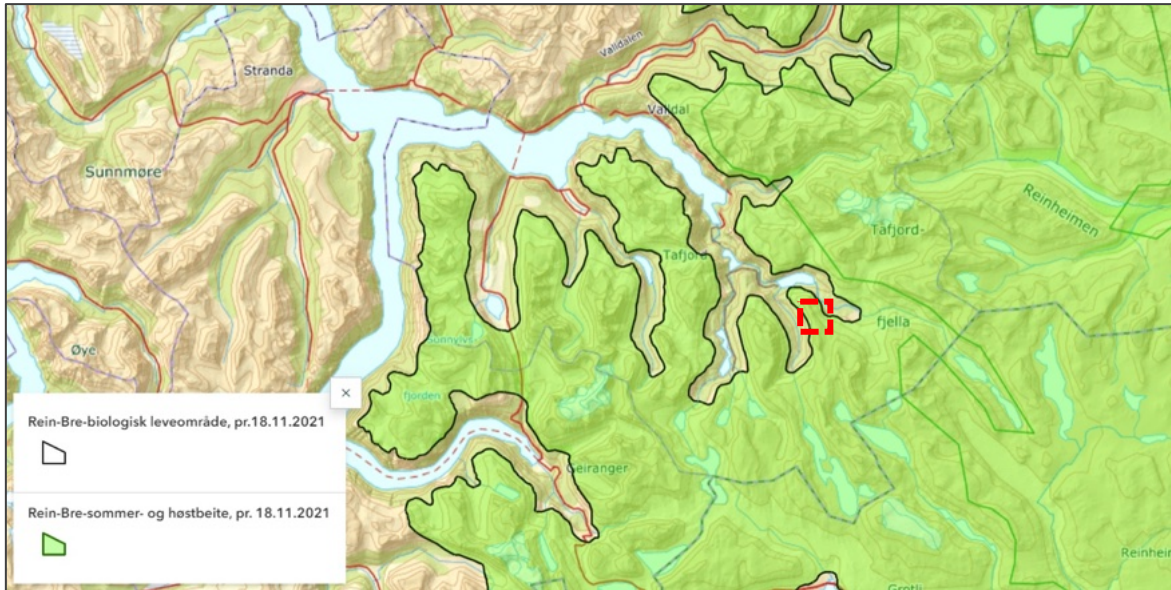 Stranda
Valldalen
Valldal
Sunnmøre
Reinheimen
Tafjord-
Tafjord
fjella
Øye
Sunnylvs-
fjorden
×
Rein-Bre-biologisk leveområde, pr.18.11.2021
Geiranger
Rein-Bre-sommer- og høstbeite, pr. 18.11.2021
Reinhei
Grotli